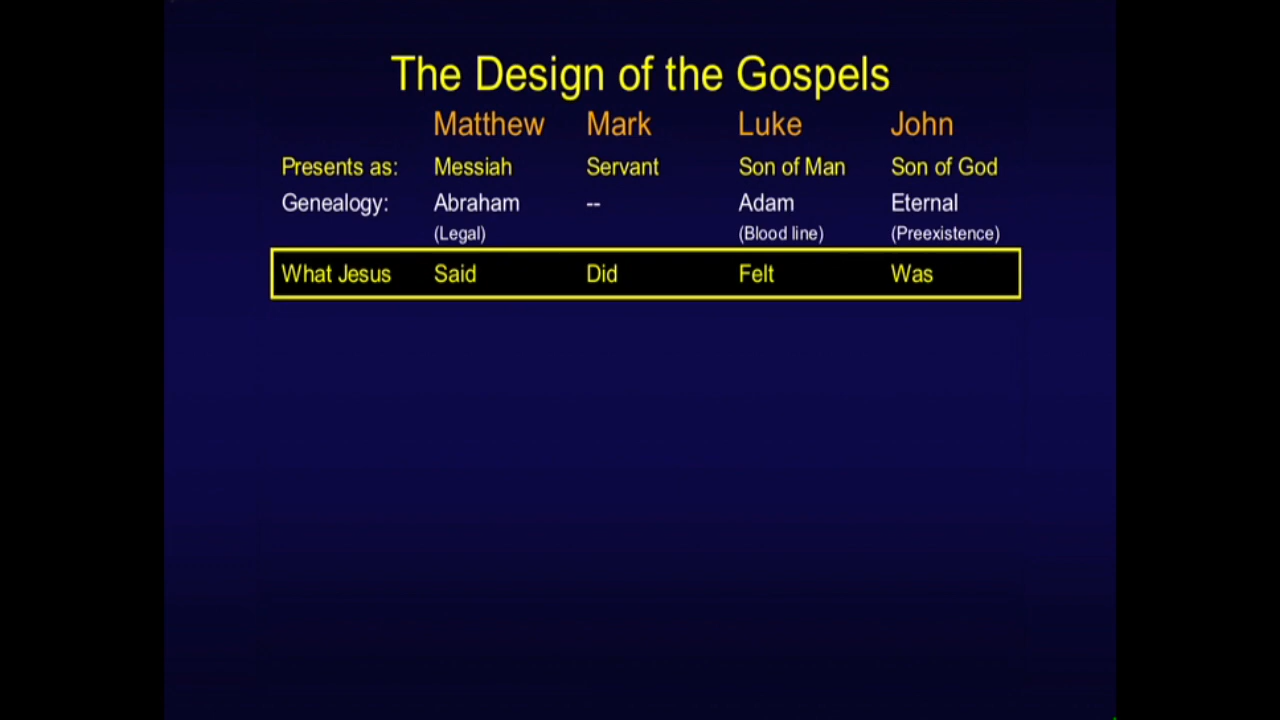 The Design of the Gospels
Matthew Mark Luke John
Presents as: Messiah Servant Son of Man Son of God
Genealogy: Abraham -- Adam Eternal
(Legal) (Blood line) (Preexistence)
What Jesus Said Did Felt Was